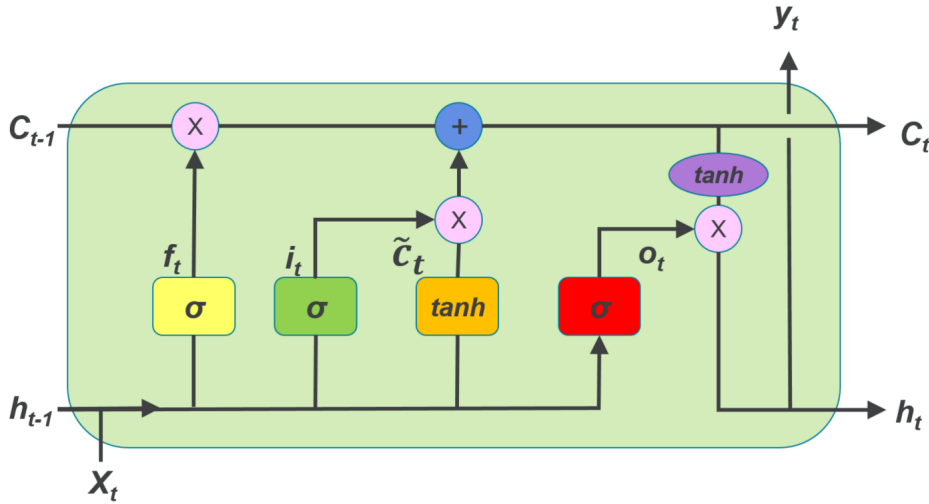 y_t
C_{t-1}
X
+
C_t
tanh
X
X
f_t
i_t
c̃_t
o_t
σ
σ
tanh
σ
h_{t-1}
h_t
X_t